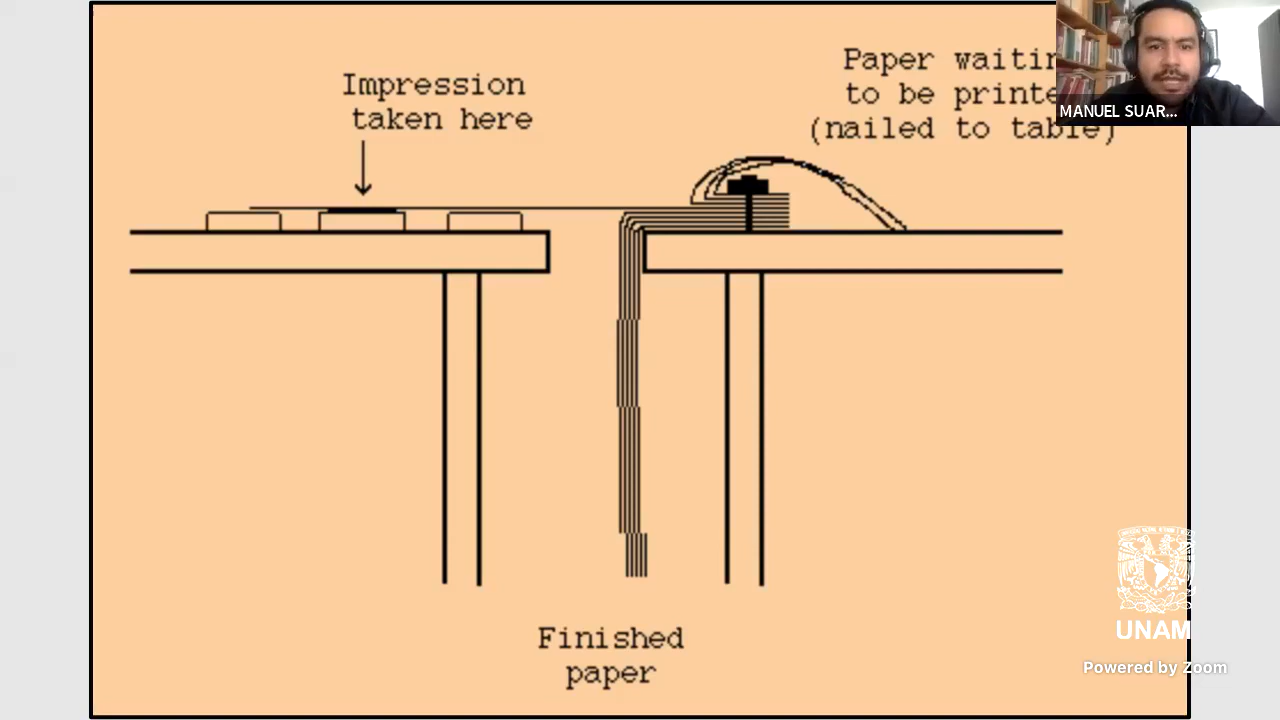 Impression
taken here
Paper waitin
to be printe
(nailed to table)
MANUEL SUAR...
Finished
paper
UNAM
Powered by Zoom